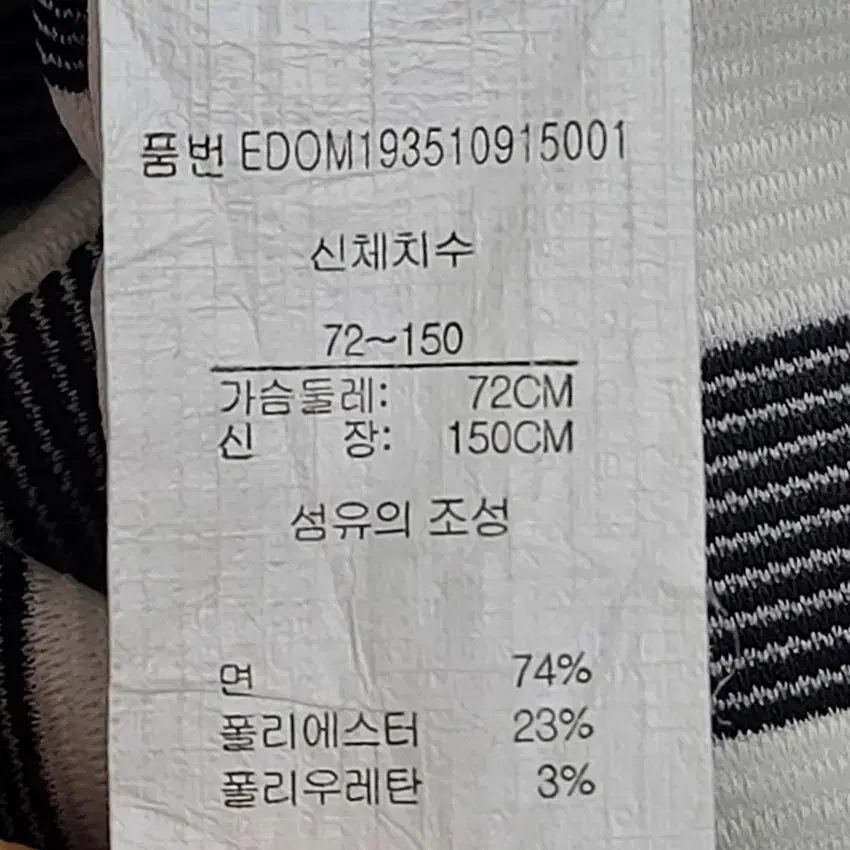 품번 EDOM193510915001
신체치수
72~150
가슴둘레: 72CM
신 장: 150CM
섬유의 조성
면 74%
폴리에스터 23%
폴리우레탄 3%